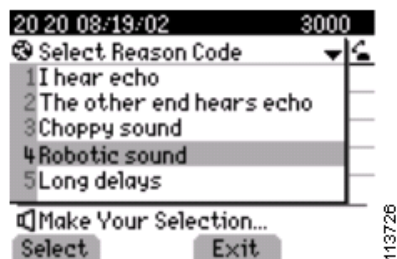 20 20 08/19/02 3000
Select Reason Code
1 I hear echo
2 The other end hears echo
3 Choppy sound
4 Robotic sound
5 Long delays
Make Your Selection...
Select Exit
113726